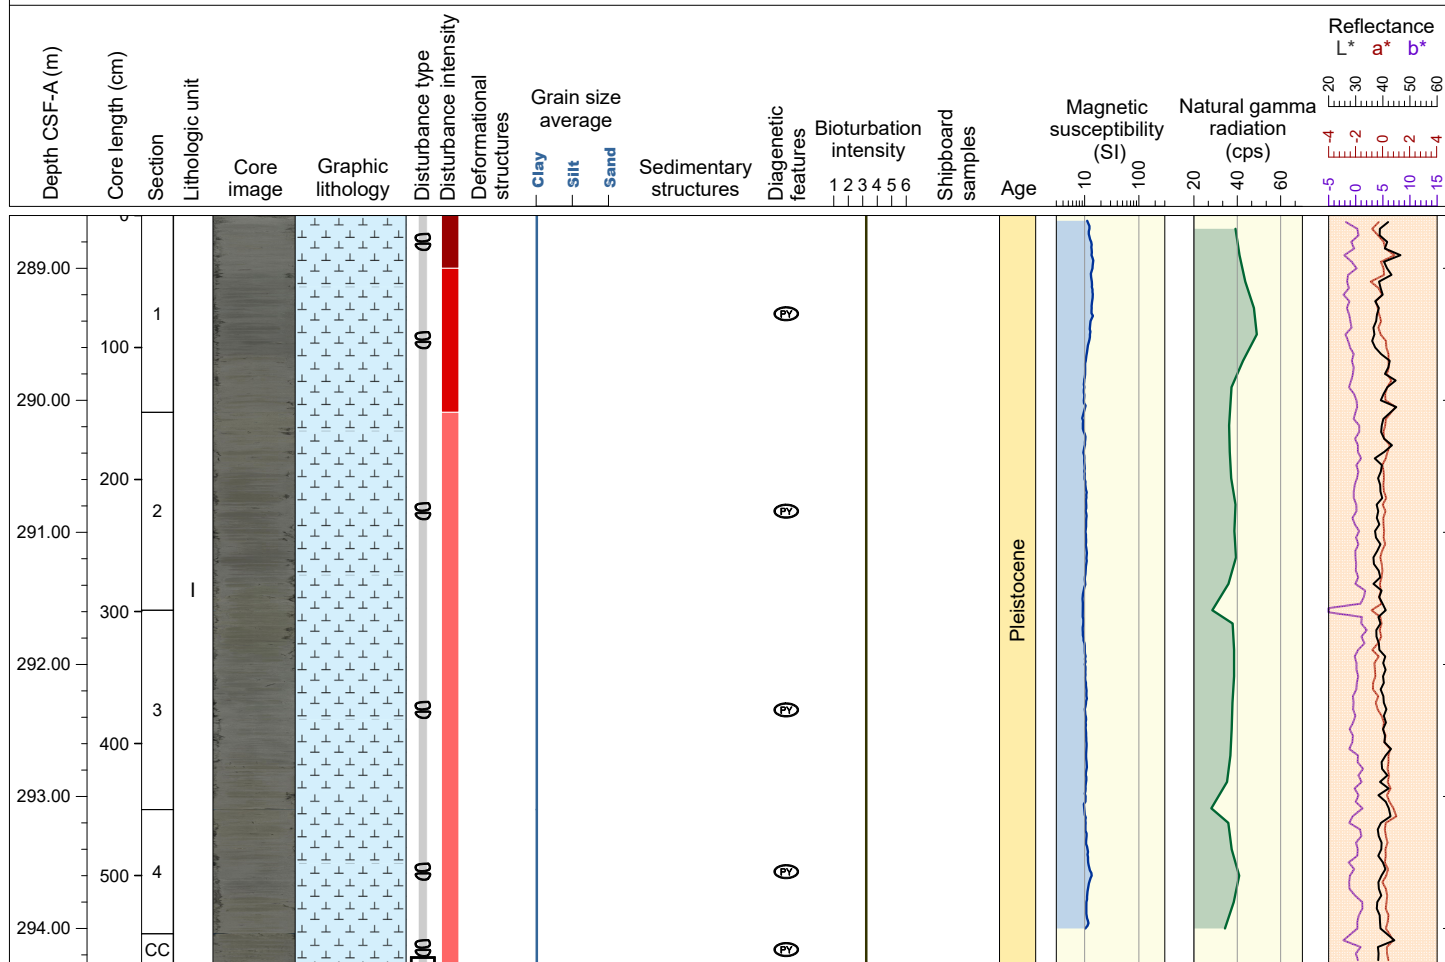 Depth CSF-A (m)
Core length (cm)
Section
Lithologic unit
Core
image
Graphic
lithology
Disturbance type
Disturbance intensity
Deformational
structures
Grain size
average
Clay
Silt
Sand
Sedimentary
structures
Diagenetic
features
Bioturbation
intensity
1 2 3 4 5 6
Shipboard
samples
Age
Magnetic
susceptibility
(SI)
10 100
Natural gamma
radiation
(cps)
20 40 60
Reflectance
L* a* b*
20 30 40 50 60
-4 -2 0 2 4
-5 0 5 10 15
0
289.00
1
PY
100
290.00
200
2
PY
291.00
I
Pleistocene
300
292.00
3
PY
400
293.00
4
PY
500
294.00
CC
PY